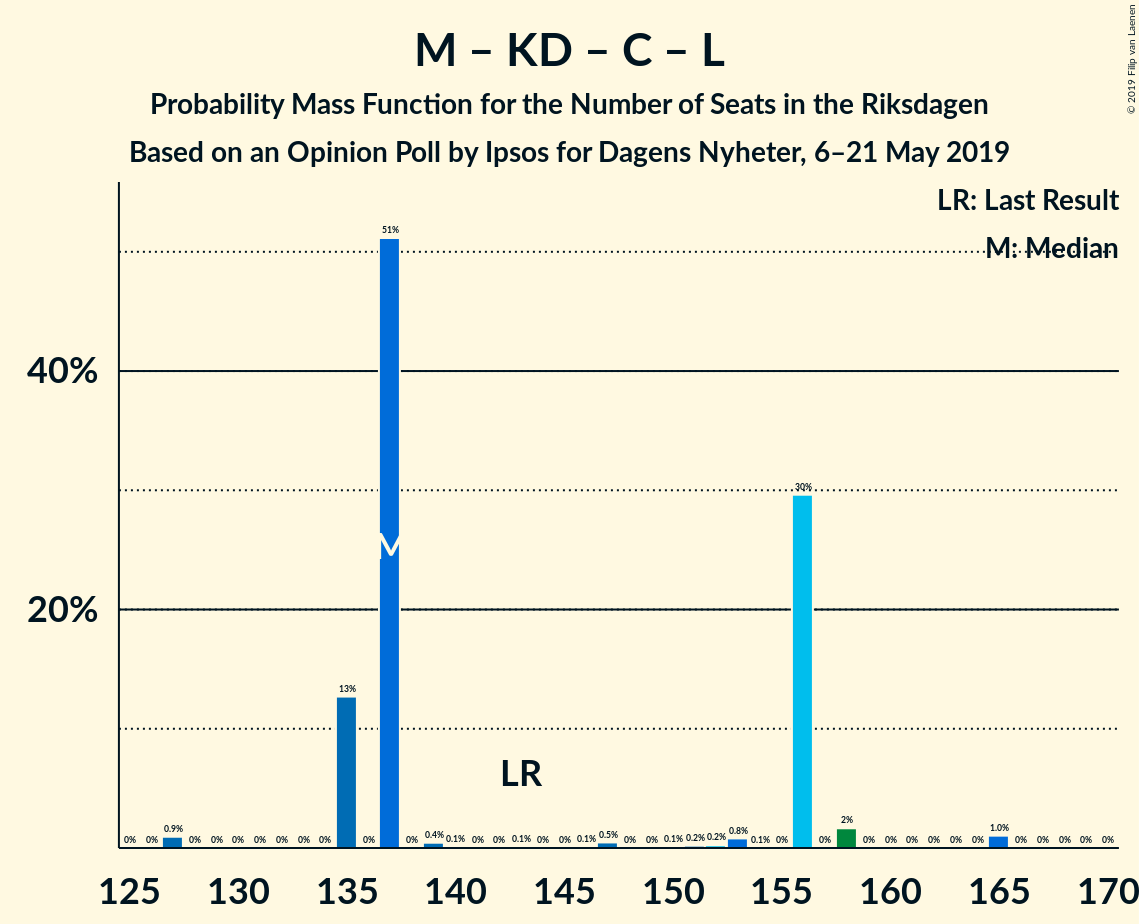 M – KD – C – L
Probability Mass Function for the Number of Seats in the Riksdagen
Based on an Opinion Poll by Ipsos for Dagens Nyheter, 6–21 May 2019
© 2019 Filip van Laenen
LR: Last Result
M: Median
40%
20%
0% 0% 0.9% 0% 0% 0% 0% 0% 0% 0% 13% 0% 51% 0% 0.4% 0.1% 0% 0% 0.1% 0% 0% 0.1% 0.5% 0% 0% 0.1% 0.2% 0.2% 0.8% 0.1% 0% 30% 0% 2% 0% 0% 0% 0% 0% 0% 1.0% 0% 0% 0% 0% 0%
M
LR
125 130 135 140 145 150 155 160 165 170